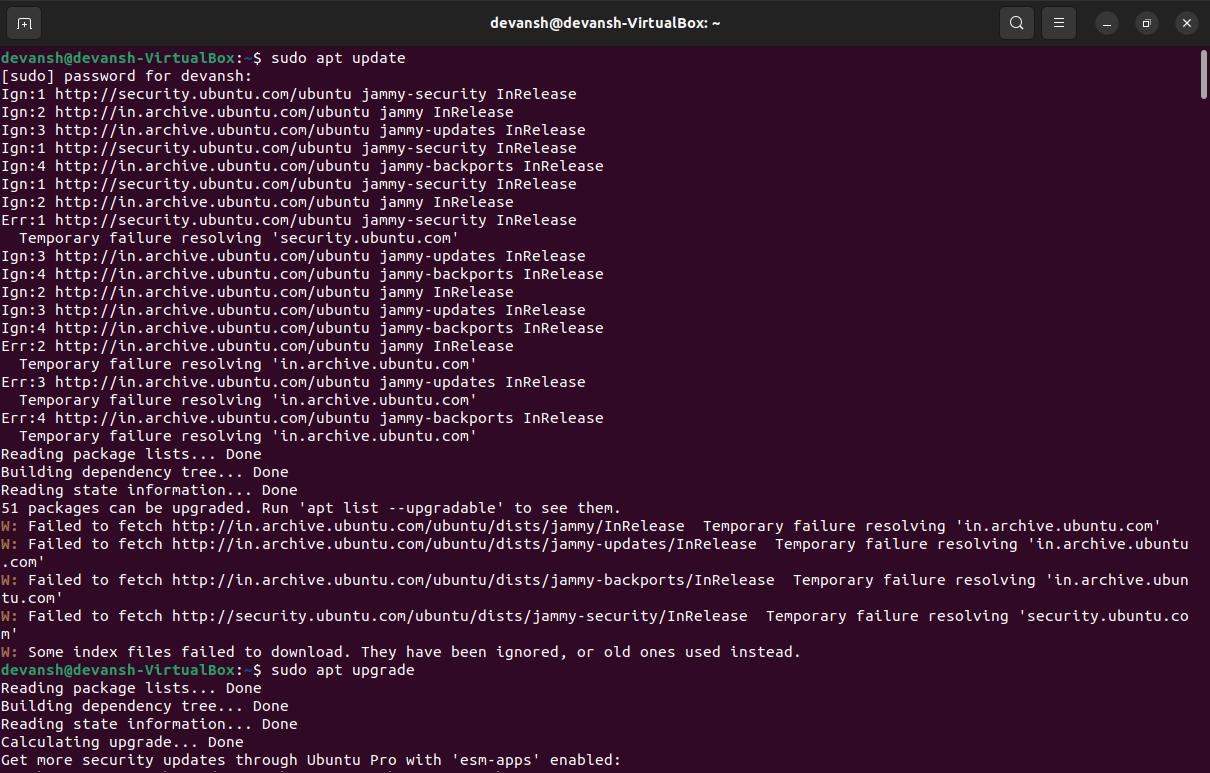 devansh@devansh-VirtualBox: ~
devansh@devansh-VirtualBox:~$ sudo apt update
[sudo] password for devansh:
Ign:1 http://security.ubuntu.com/ubuntu jammy-security InRelease
Ign:2 http://in.archive.ubuntu.com/ubuntu jammy InRelease
Ign:3 http://in.archive.ubuntu.com/ubuntu jammy-updates InRelease
Ign:1 http://security.ubuntu.com/ubuntu jammy-security InRelease
Ign:4 http://in.archive.ubuntu.com/ubuntu jammy-backports InRelease
Ign:1 http://security.ubuntu.com/ubuntu jammy-security InRelease
Ign:2 http://in.archive.ubuntu.com/ubuntu jammy InRelease
Err:1 http://security.ubuntu.com/ubuntu jammy-security InRelease
  Temporary failure resolving 'security.ubuntu.com'
Ign:3 http://in.archive.ubuntu.com/ubuntu jammy-updates InRelease
Ign:4 http://in.archive.ubuntu.com/ubuntu jammy-backports InRelease
Ign:2 http://in.archive.ubuntu.com/ubuntu jammy InRelease
Ign:3 http://in.archive.ubuntu.com/ubuntu jammy-updates InRelease
Ign:4 http://in.archive.ubuntu.com/ubuntu jammy-backports InRelease
Err:2 http://in.archive.ubuntu.com/ubuntu jammy InRelease
  Temporary failure resolving 'in.archive.ubuntu.com'
Err:3 http://in.archive.ubuntu.com/ubuntu jammy-updates InRelease
  Temporary failure resolving 'in.archive.ubuntu.com'
Err:4 http://in.archive.ubuntu.com/ubuntu jammy-backports InRelease
  Temporary failure resolving 'in.archive.ubuntu.com'
Reading package lists... Done
Building dependency tree... Done
Reading state information... Done
51 packages can be upgraded. Run 'apt list --upgradable' to see them.
W: Failed to fetch http://in.archive.ubuntu.com/ubuntu/dists/jammy/InRelease  Temporary failure resolving 'in.archive.ubuntu.com'
W: Failed to fetch http://in.archive.ubuntu.com/ubuntu/dists/jammy-updates/InRelease  Temporary failure resolving 'in.archive.ubuntu
.com'
W: Failed to fetch http://in.archive.ubuntu.com/ubuntu/dists/jammy-backports/InRelease  Temporary failure resolving 'in.archive.ubun
tu.com'
W: Failed to fetch http://security.ubuntu.com/ubuntu/dists/jammy-security/InRelease  Temporary failure resolving 'security.ubuntu.co
m'
W: Some index files failed to download. They have been ignored, or old ones used instead.
devansh@devansh-VirtualBox:~$ sudo apt upgrade
Reading package lists... Done
Building dependency tree... Done
Reading state information... Done
Calculating upgrade... Done
Get more security updates through Ubuntu Pro with 'esm-apps' enabled: